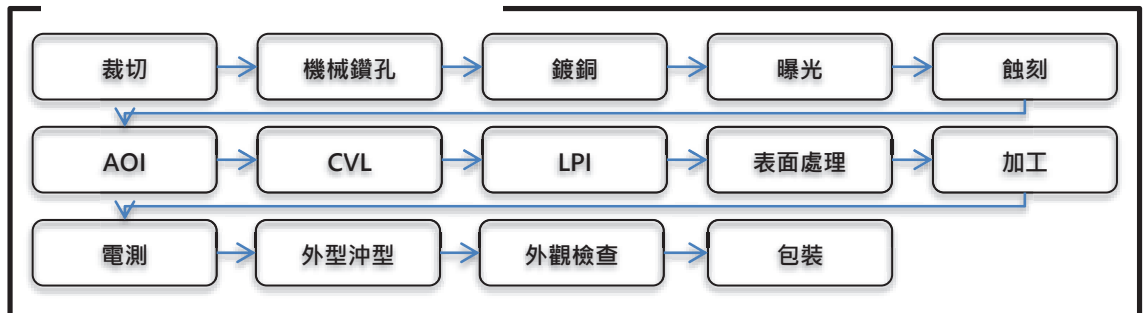 裁切 機械鑽孔 鍍銅 曝光 蝕刻
AOI CVL LPI 表面處理 加工
電測 外型沖型 外觀檢查 包裝